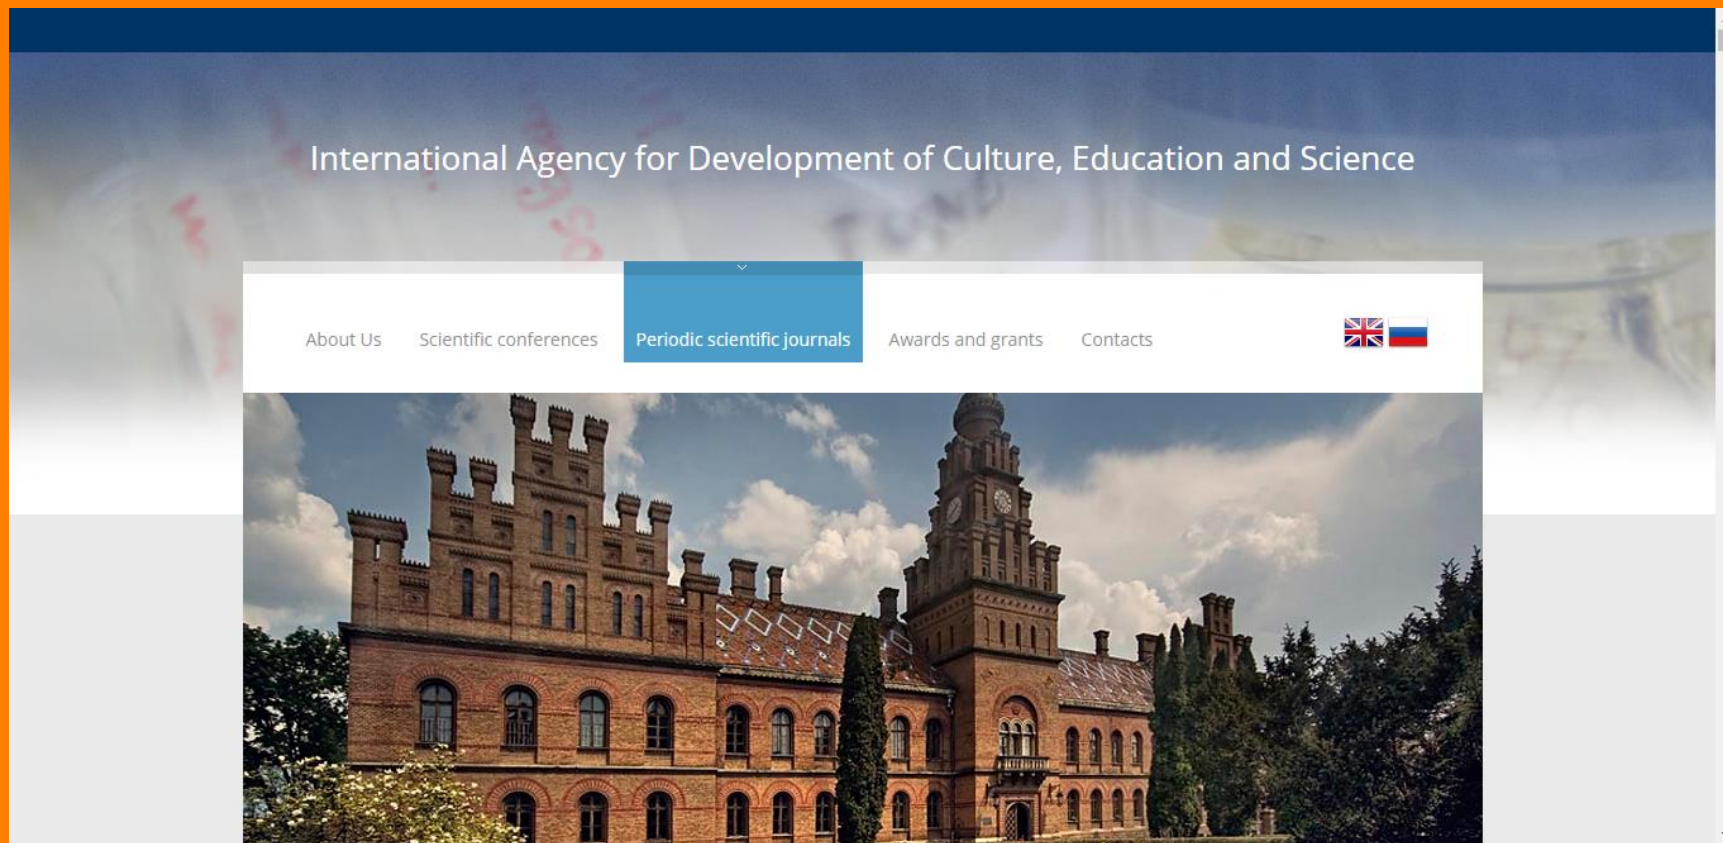 International Agency for Development of Culture, Education and Science
About Us Scientific conferences Periodic scientific journals Awards and grants Contacts